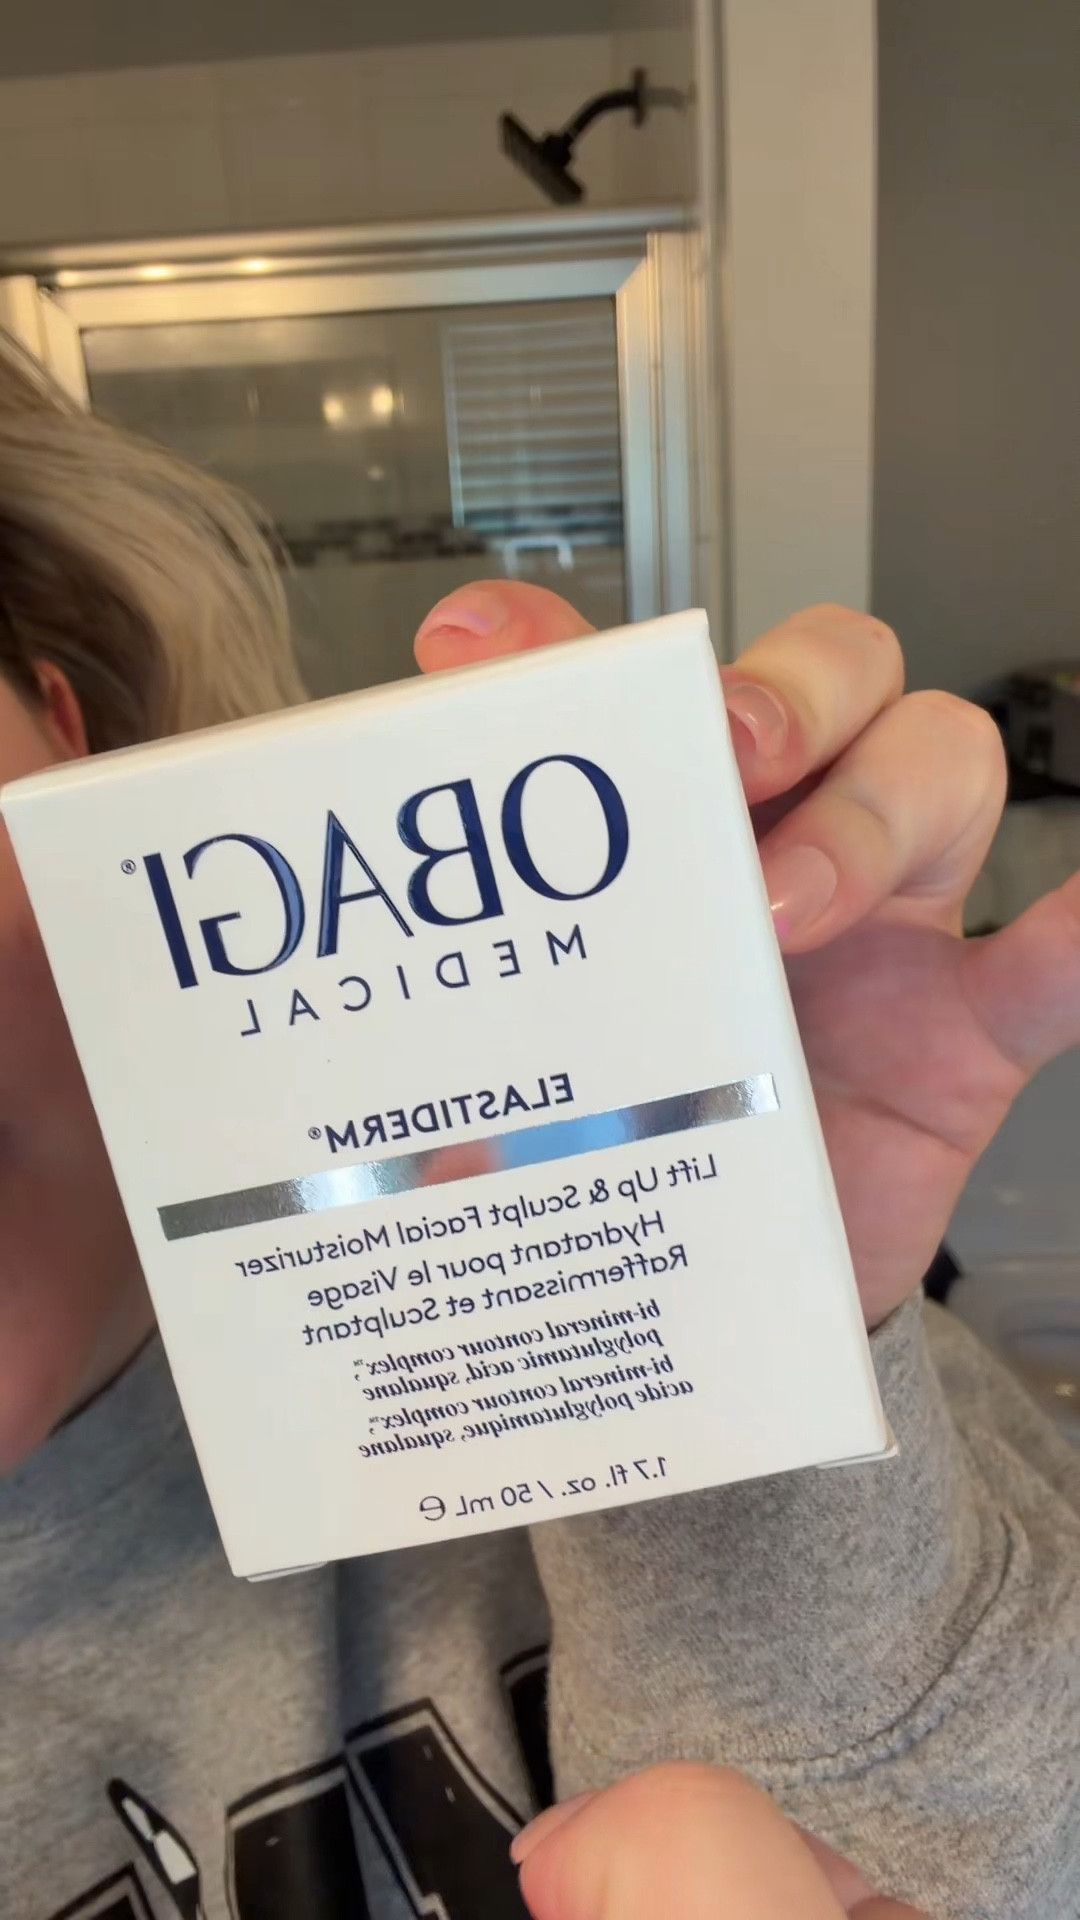 OBAGI®
MEDICAL
ELASTIDERM®
Lift Up & Sculpt Facial Moisturizer
Hydratant pour le Visage
Raffermissant et Sculptant
bi-mineral contour complex™,
polyglutamic acid, squalane
bi-mineral contour complex™,
acide polyglutamique, squalane
1.7 fl. oz. / 50 mL ℮